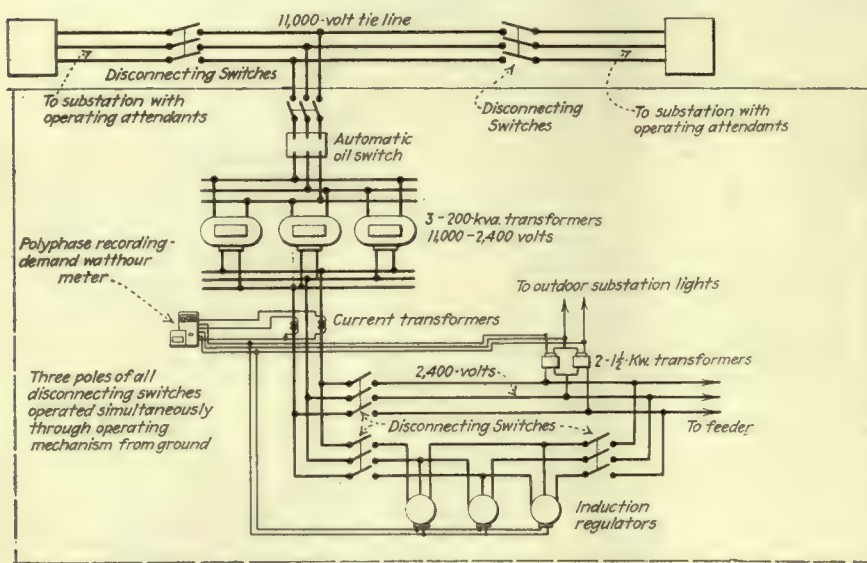 11,000-volt tie line
Disconnecting Switches
To substation with
operating attendants
Disconnecting
Switches
To substation with
operating attendants
Automatic
oil switch
3-200-kva. transformers
11,000-2,400 volts
Polyphase recording-
demand watthour
meter
To outdoor substation lights
Current transformers
2-1½-Kw. transformers
2,400-volts
Three poles of all
disconnecting switches
operated simultaneously
through operating
mechanism from ground
Disconnecting Switches
To feeder
Induction
regulators